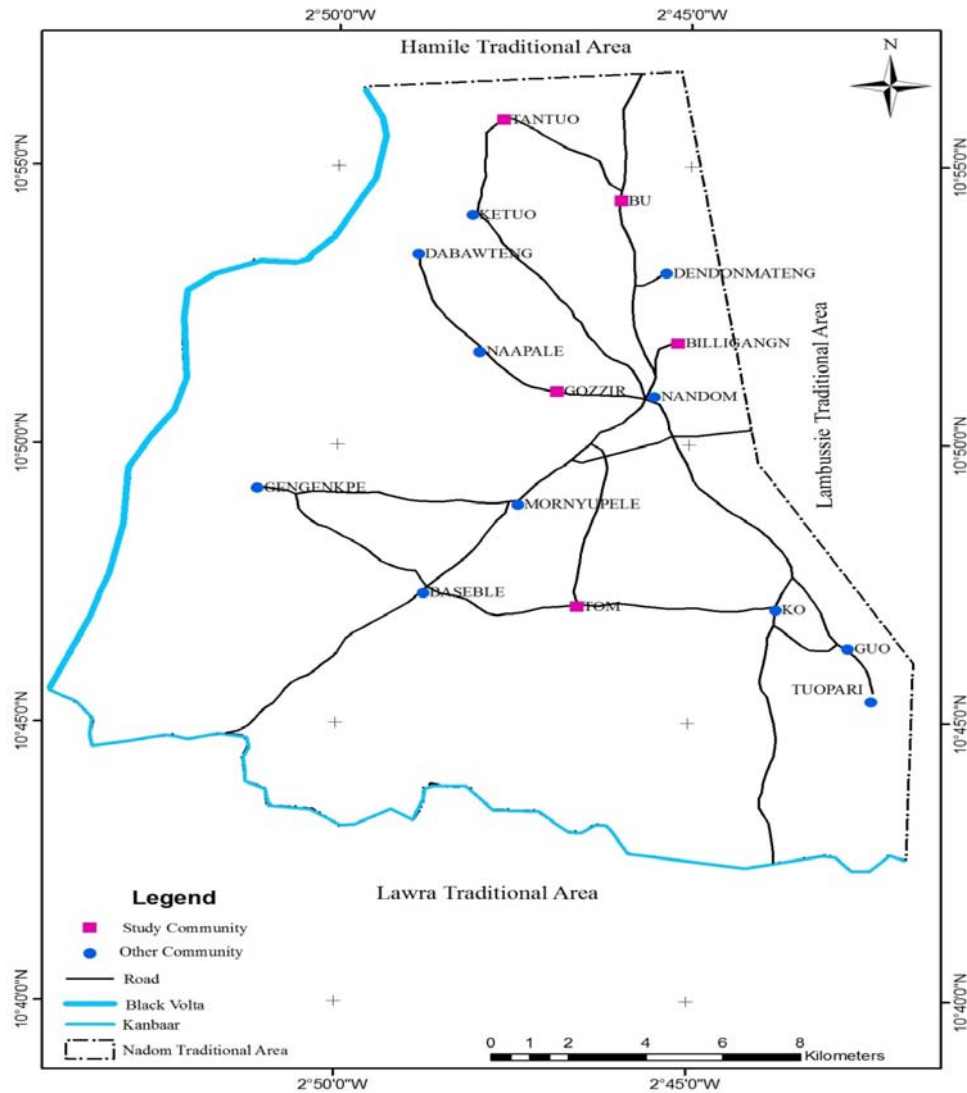 2°50'0"W
2°45'0"W
Hamile Traditional Area
N
TANTUO
10°55'0"N
10°55'0"N
BU
KETUO
DABAWTENG
DENDONMATENG
BILLIGANGN
NAAPALE
Lambussie Traditional Area
GOZZIR
NANDOM
10°50'0"N
10°50'0"N
GENGENKPE
MORNYUPELE
BASEBLE
TOM
KO
GUO
TUOPARI
10°45'0"N
10°45'0"N
Lawra Traditional Area
Legend
Study Community
Other Community
Road
Black Volta
Kanbaar
Nadom Traditional Area
10°40'0"N
10°40'0"N
0 1 2 4 6 8
Kilometers
2°50'0"W
2°45'0"W